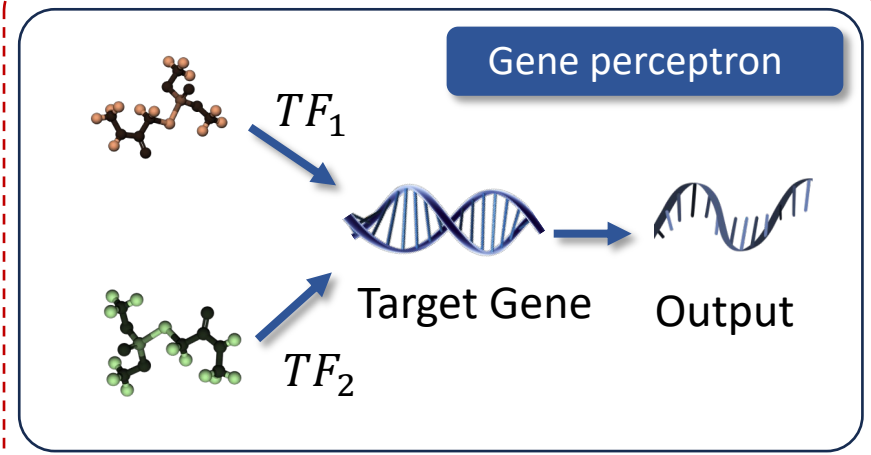 Gene perceptron
TF₁
Target Gene
Output
TF₂